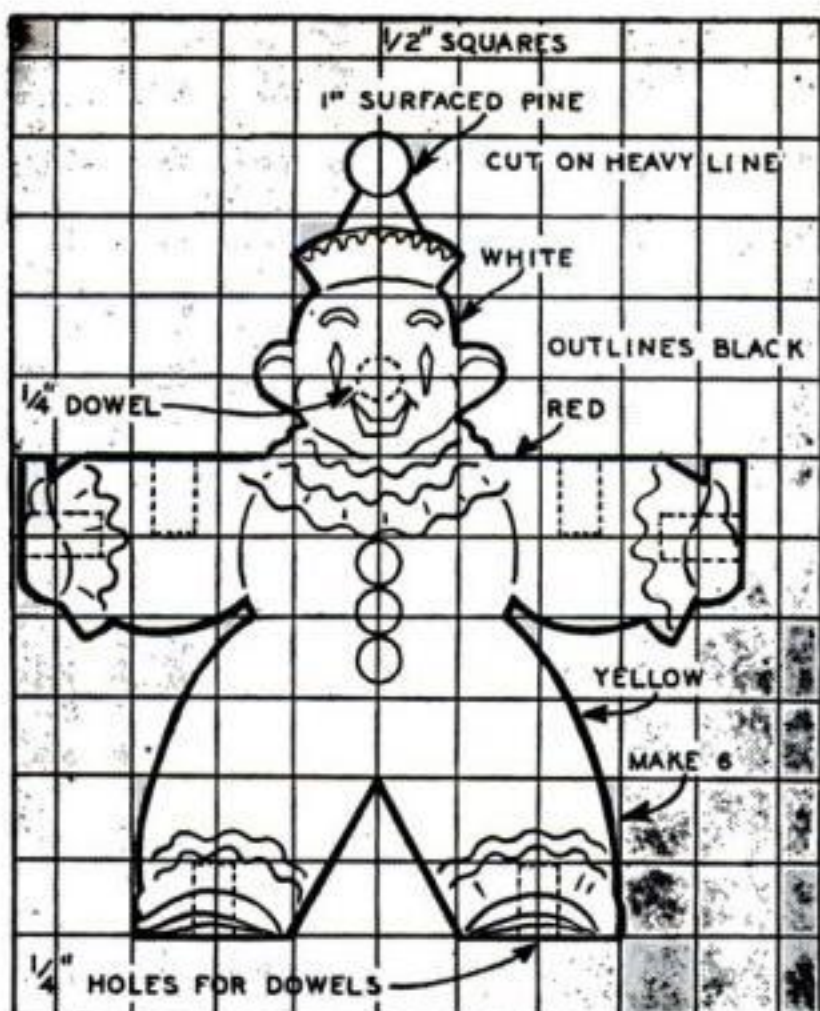 1/2" SQUARES
1" SURFACED PINE
CUT ON HEAVY LINE
WHITE
OUTLINES BLACK
1/4" DOWEL
RED
YELLOW
MAKE 6
1/4" HOLES FOR DOWELS